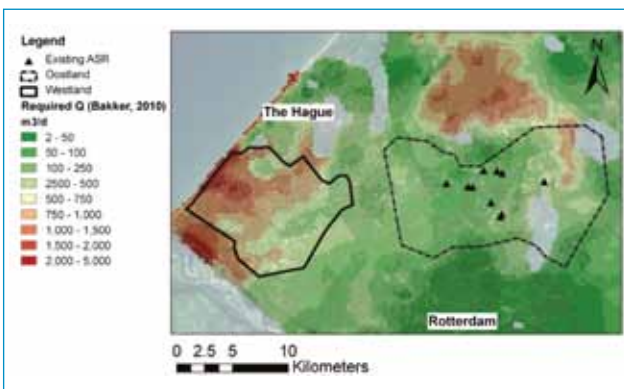 Legend
Existing ASR
Oostland
Westland
Required Q (Bakker, 2010)
m3/d
2 - 50
50 - 100
100 - 250
2500 - 500
500 - 750
750 - 1.000
1.000 - 1,500
1.500 - 2.000
2.000 - 5.000
N
The Hague
Rotterdam
0 2.5 5 10
Kilometers